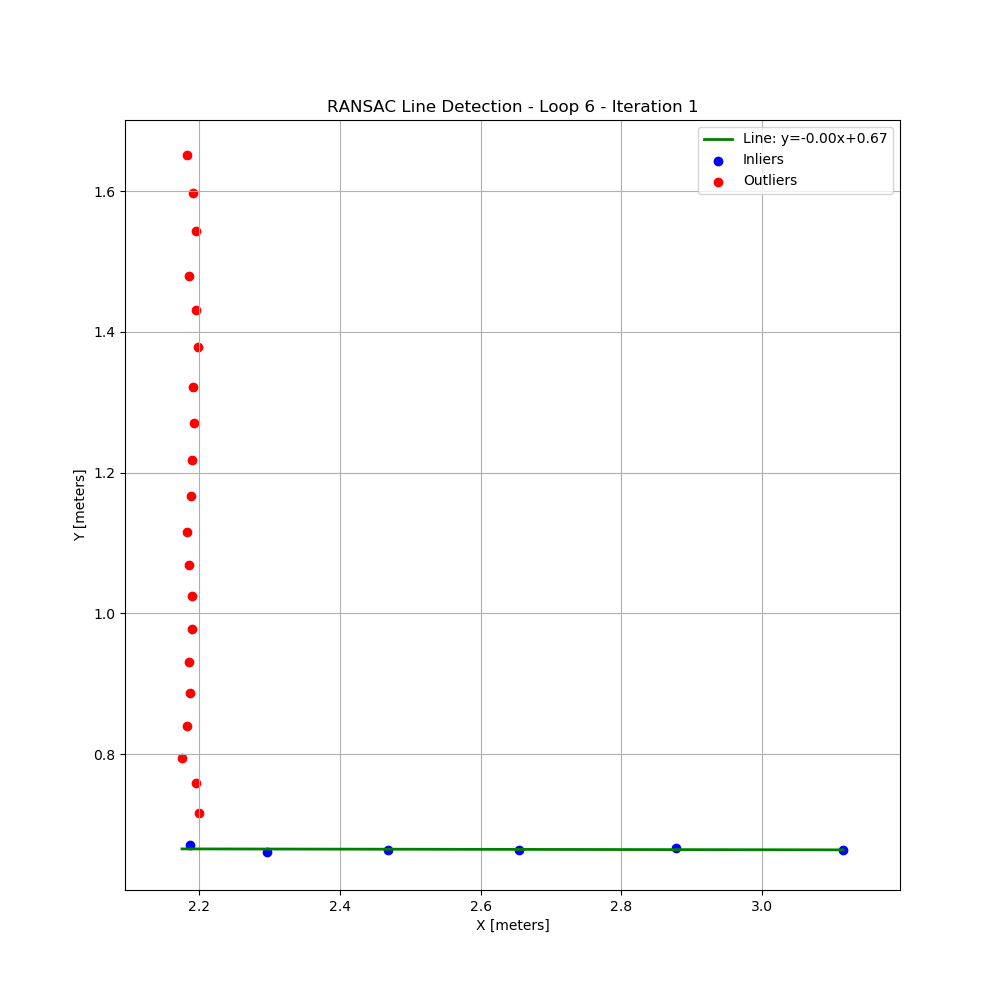 RANSAC Line Detection - Loop 6 - Iteration 1
Line: y=-0.00x+0.67
Inliers
Outliers
Y [meters]
1.6
1.4
1.2
1.0
0.8
2.2 2.4 2.6 2.8 3.0
X [meters]